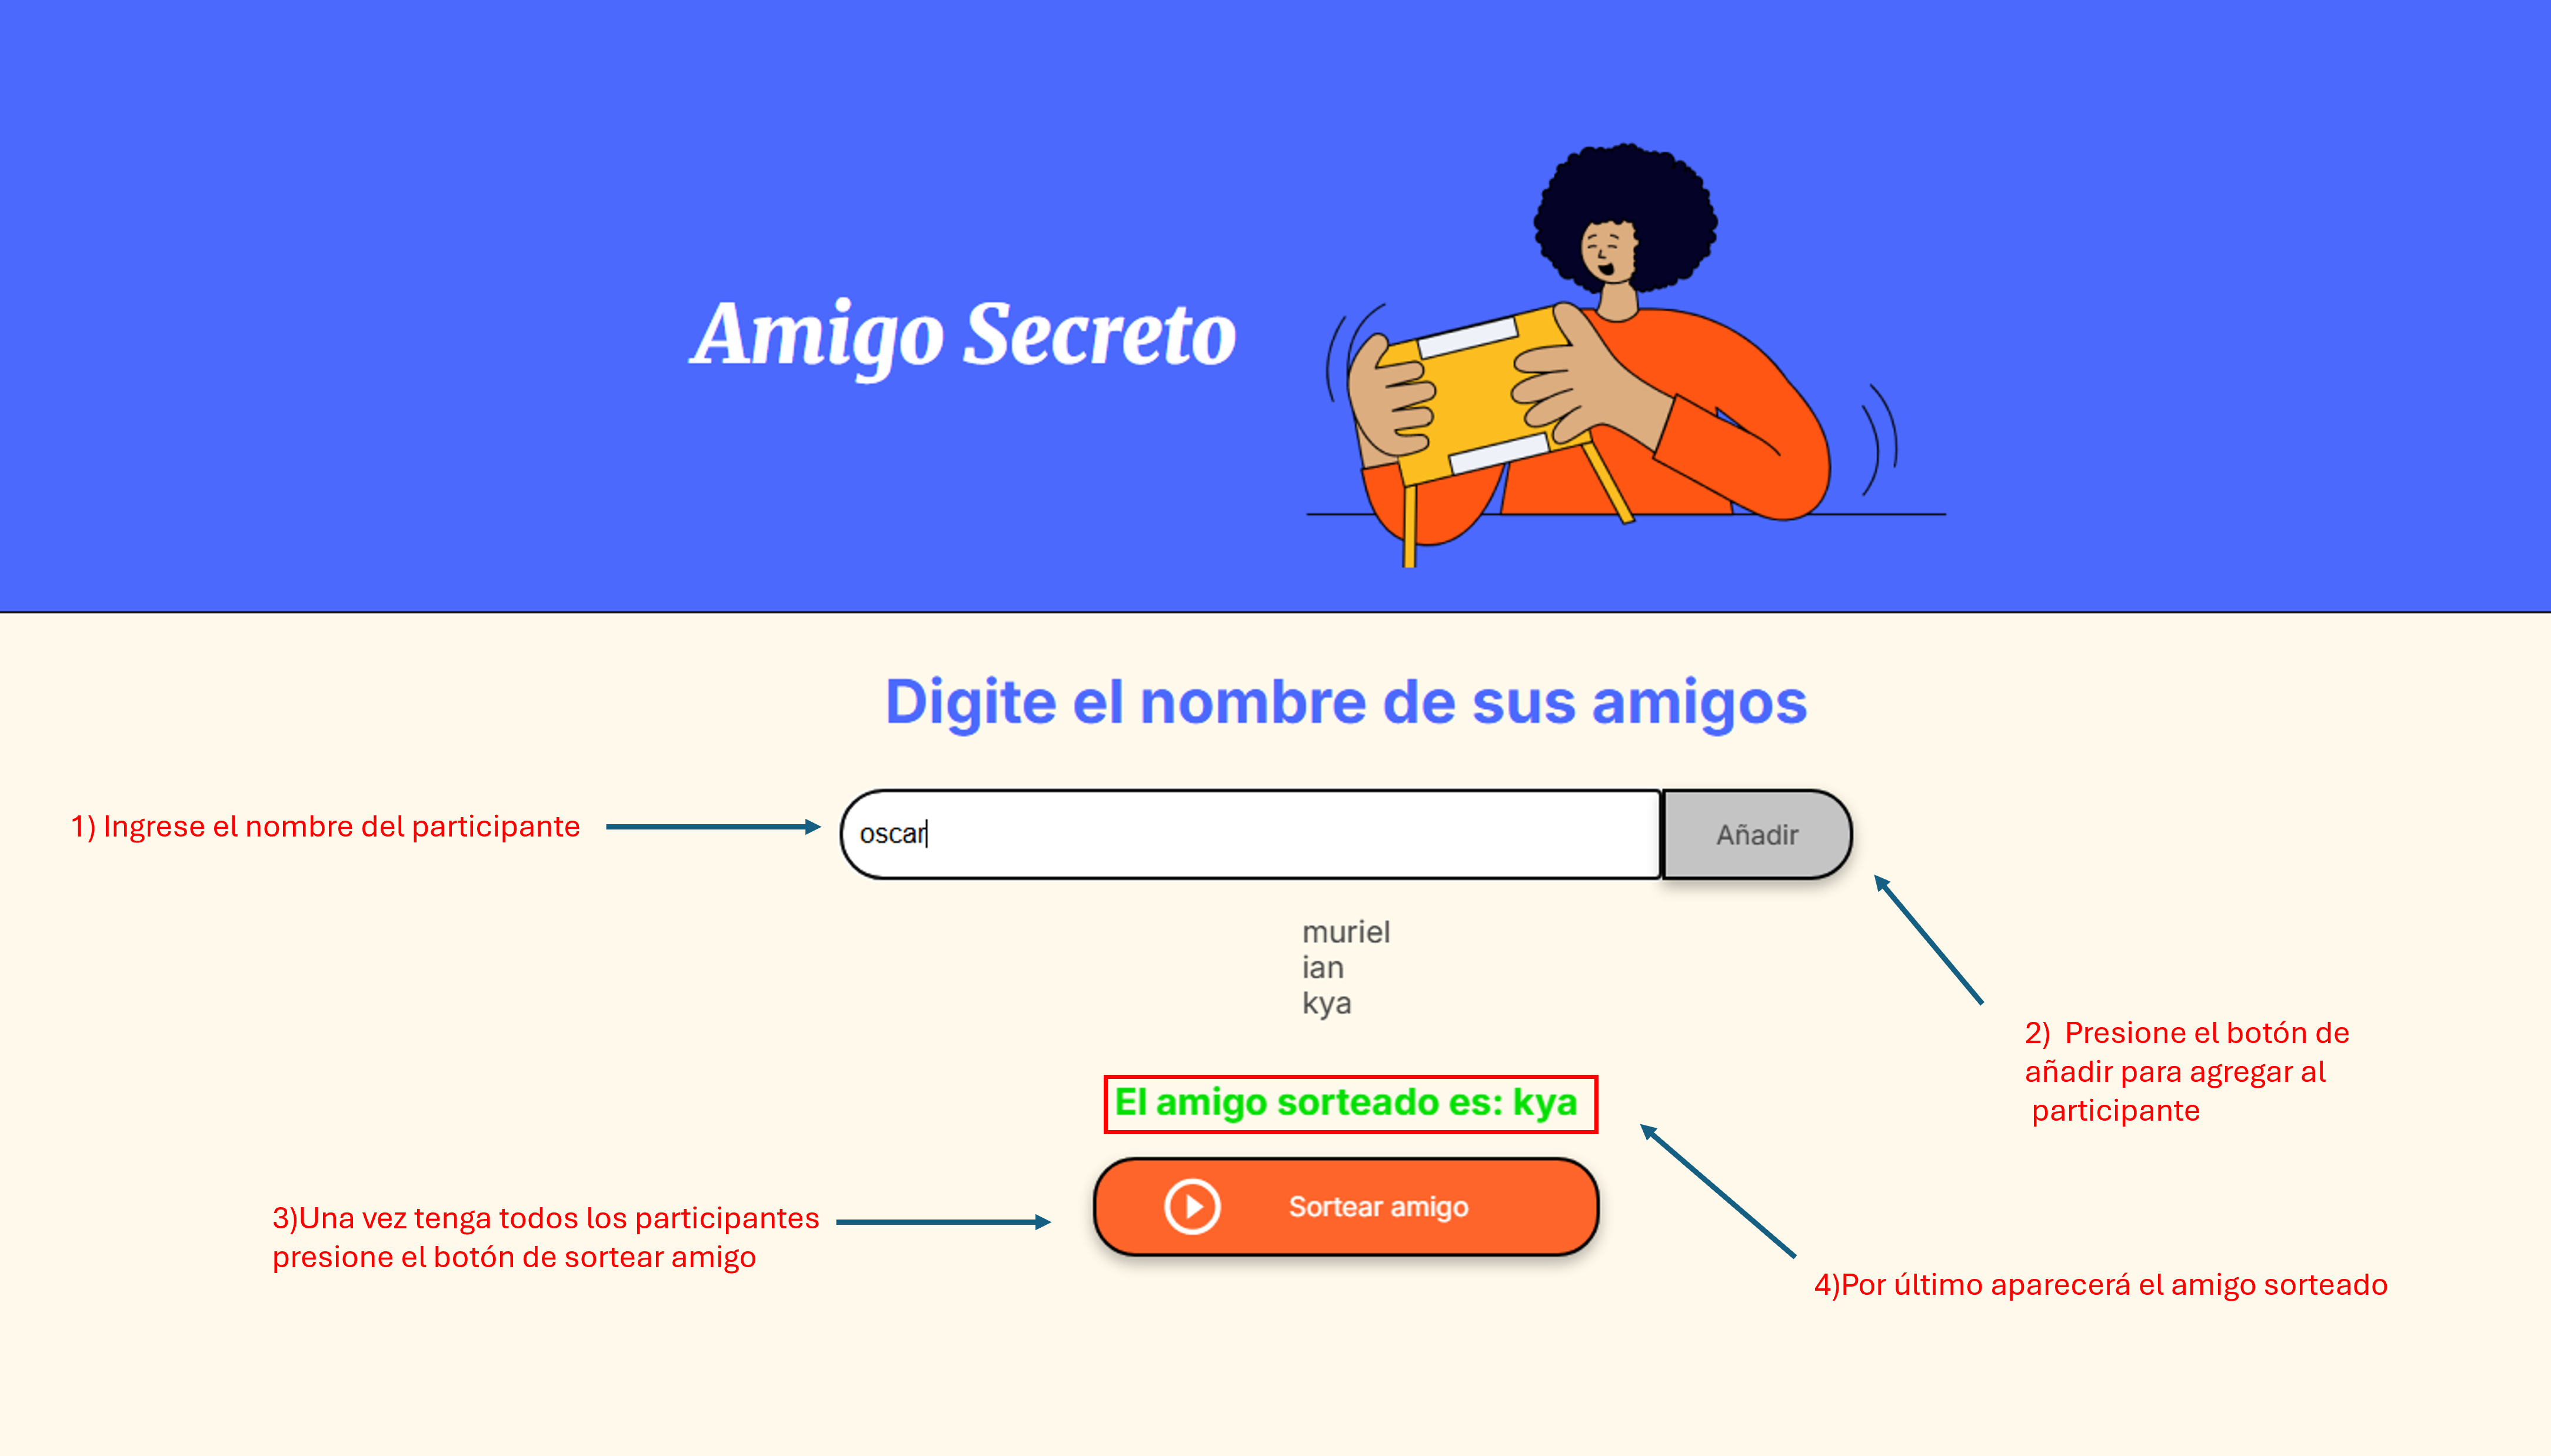 Amigo Secreto
Digite el nombre de sus amigos
1) Ingrese el nombre del participante
oscar
Añadir
muriel
ian
kya
2)  Presione el botón de
añadir para agregar al
participante
El amigo sorteado es: kya
3)Una vez tenga todos los participantes
presione el botón de sortear amigo
Sortear amigo
4)Por último aparecerá el amigo sorteado